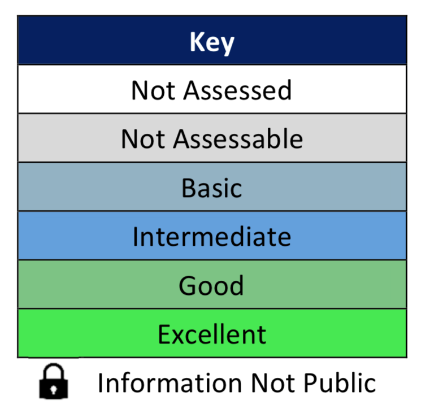 Key
Not Assessed
Not Assessable
Basic
Intermediate
Good
Excellent
Information Not Public